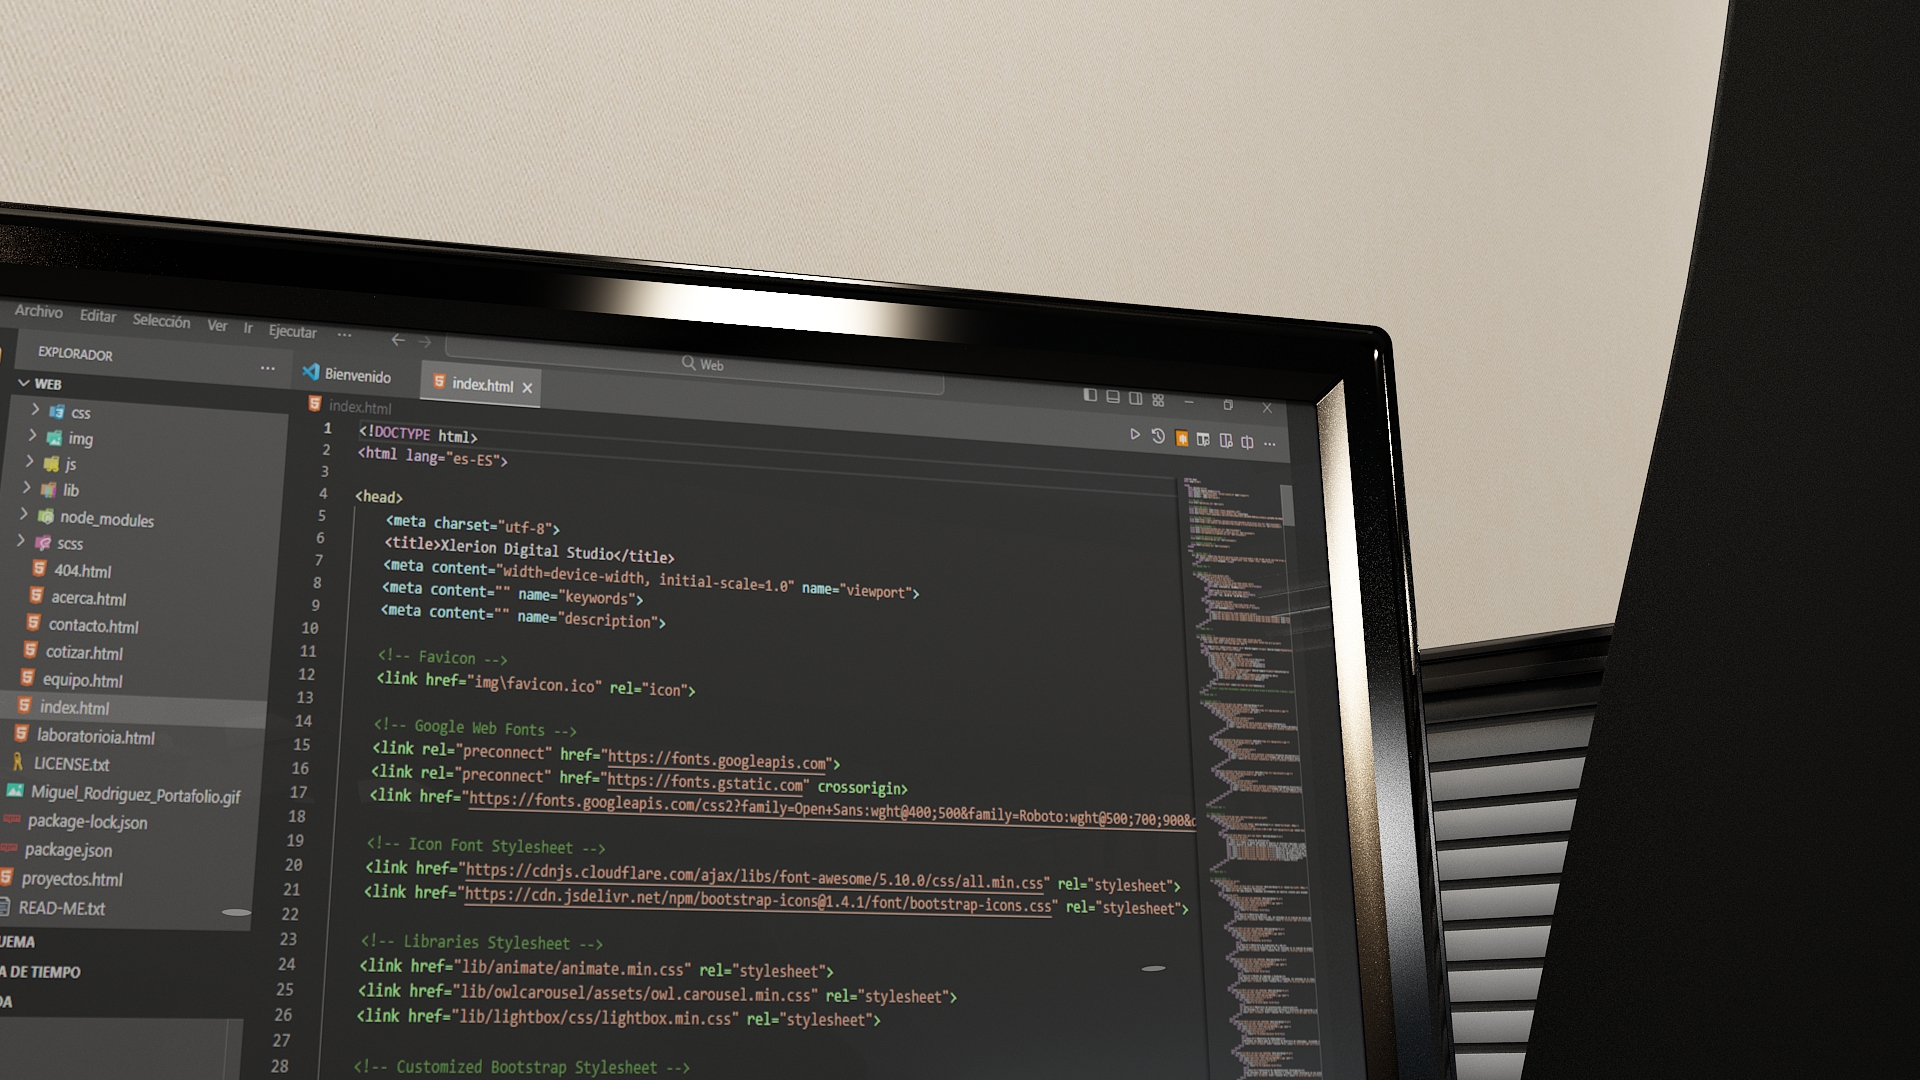 Archivo Editar Selección Ver Ir Ejecutar ...
Web
EXPLORADOR ...
Bienvenido
index.html
WEB
css
img
js
lib
node_modules
scss
404.html
acerca.html
contacto.html
cotizar.html
equipo.html
index.html
laboratorioia.html
LICENSE.txt
Miguel_Rodriguez_Portafolio.gif
package-lock.json
package.json
proyectos.html
READ-ME.txt
UEMA
A DE TIEMPO
DA
index.html
1 <!DOCTYPE html>
2 <html lang="es-ES">
3
4 <head>
5 <meta charset="utf-8">
6 <title>Xlerion Digital Studio</title>
7 <meta content="width=device-width, initial-scale=1.0" name="viewport">
8 <meta content="" name="keywords">
9 <meta content="" name="description">
10
11 <!-- Favicon -->
12 <link href="img\favicon.ico" rel="icon">
13
14 <!-- Google Web Fonts -->
15 <link rel="preconnect" href="https://fonts.googleapis.com">
16 <link rel="preconnect" href="https://fonts.gstatic.com" crossorigin>
17 <link href="https://fonts.googleapis.com/css2?family=Open+Sans:wght@400;500&family=Roboto:wght@500;700;900&
18
19 <!-- Icon Font Stylesheet -->
20 <link href="https://cdnjs.cloudflare.com/ajax/libs/font-awesome/5.10.0/css/all.min.css" rel="stylesheet">
21 <link href="https://cdn.jsdelivr.net/npm/bootstrap-icons@1.4.1/font/bootstrap-icons.css" rel="stylesheet">
22
23 <!-- Libraries Stylesheet -->
24 <link href="lib/animate/animate.min.css" rel="stylesheet">
25 <link href="lib/owlcarousel/assets/owl.carousel.min.css" rel="stylesheet">
26 <link href="lib/lightbox/css/lightbox.min.css" rel="stylesheet">
27
28 <!-- Customized Bootstrap Stylesheet -->